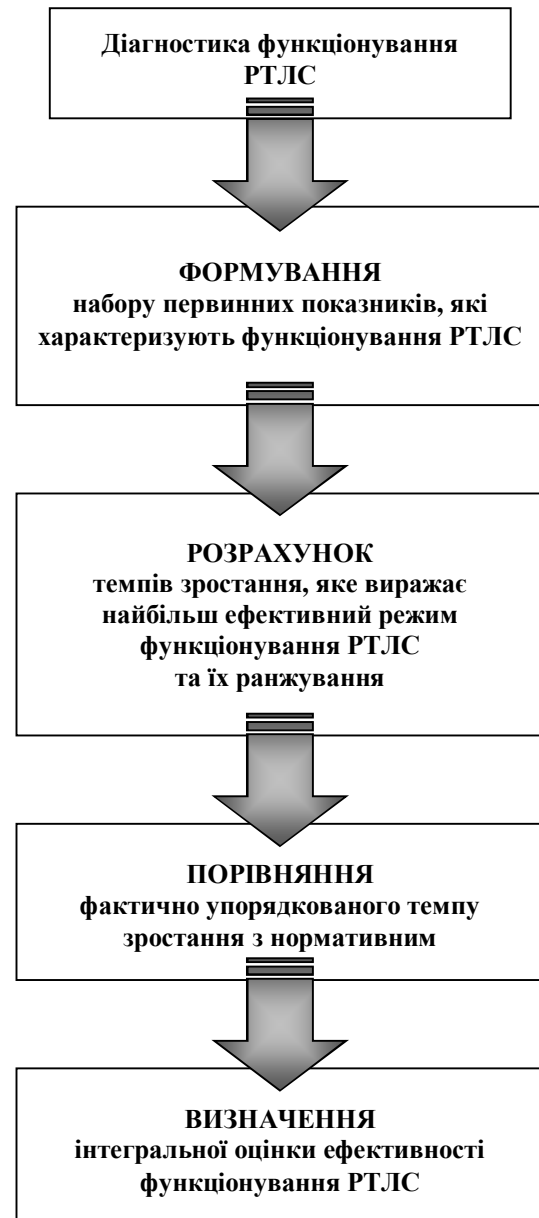 Діагностика функціонування
РТЛС
ФОРМУВАННЯ
набору первинних показників, які
характеризують функціонування РТЛС
РОЗРАХУНОК
темпів зростання, яке виражає
найбільш ефективний режим
функціонування РТЛС
та їх ранжування
ПОРІВНЯННЯ
фактично упорядкованого темпу
зростання з нормативним
ВИЗНАЧЕННЯ
інтегральної оцінки ефективності
функціонування РТЛС